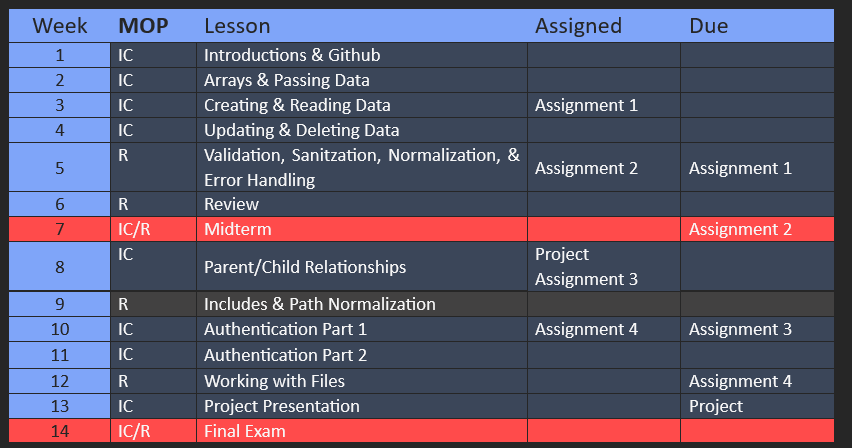 Week MOP Lesson Assigned Due
1 IC Introductions & Github
2 IC Arrays & Passing Data
3 IC Creating & Reading Data Assignment 1
4 IC Updating & Deleting Data
5 R Validation, Sanitzation, Normalization, & Error Handling Assignment 2 Assignment 1
6 R Review
7 IC/R Midterm Assignment 2
8 IC Parent/Child Relationships Project Assignment 3
9 R Includes & Path Normalization
10 IC Authentication Part 1 Assignment 4 Assignment 3
11 IC Authentication Part 2
12 R Working with Files Assignment 4
13 IC Project Presentation Project
14 IC/R Final Exam